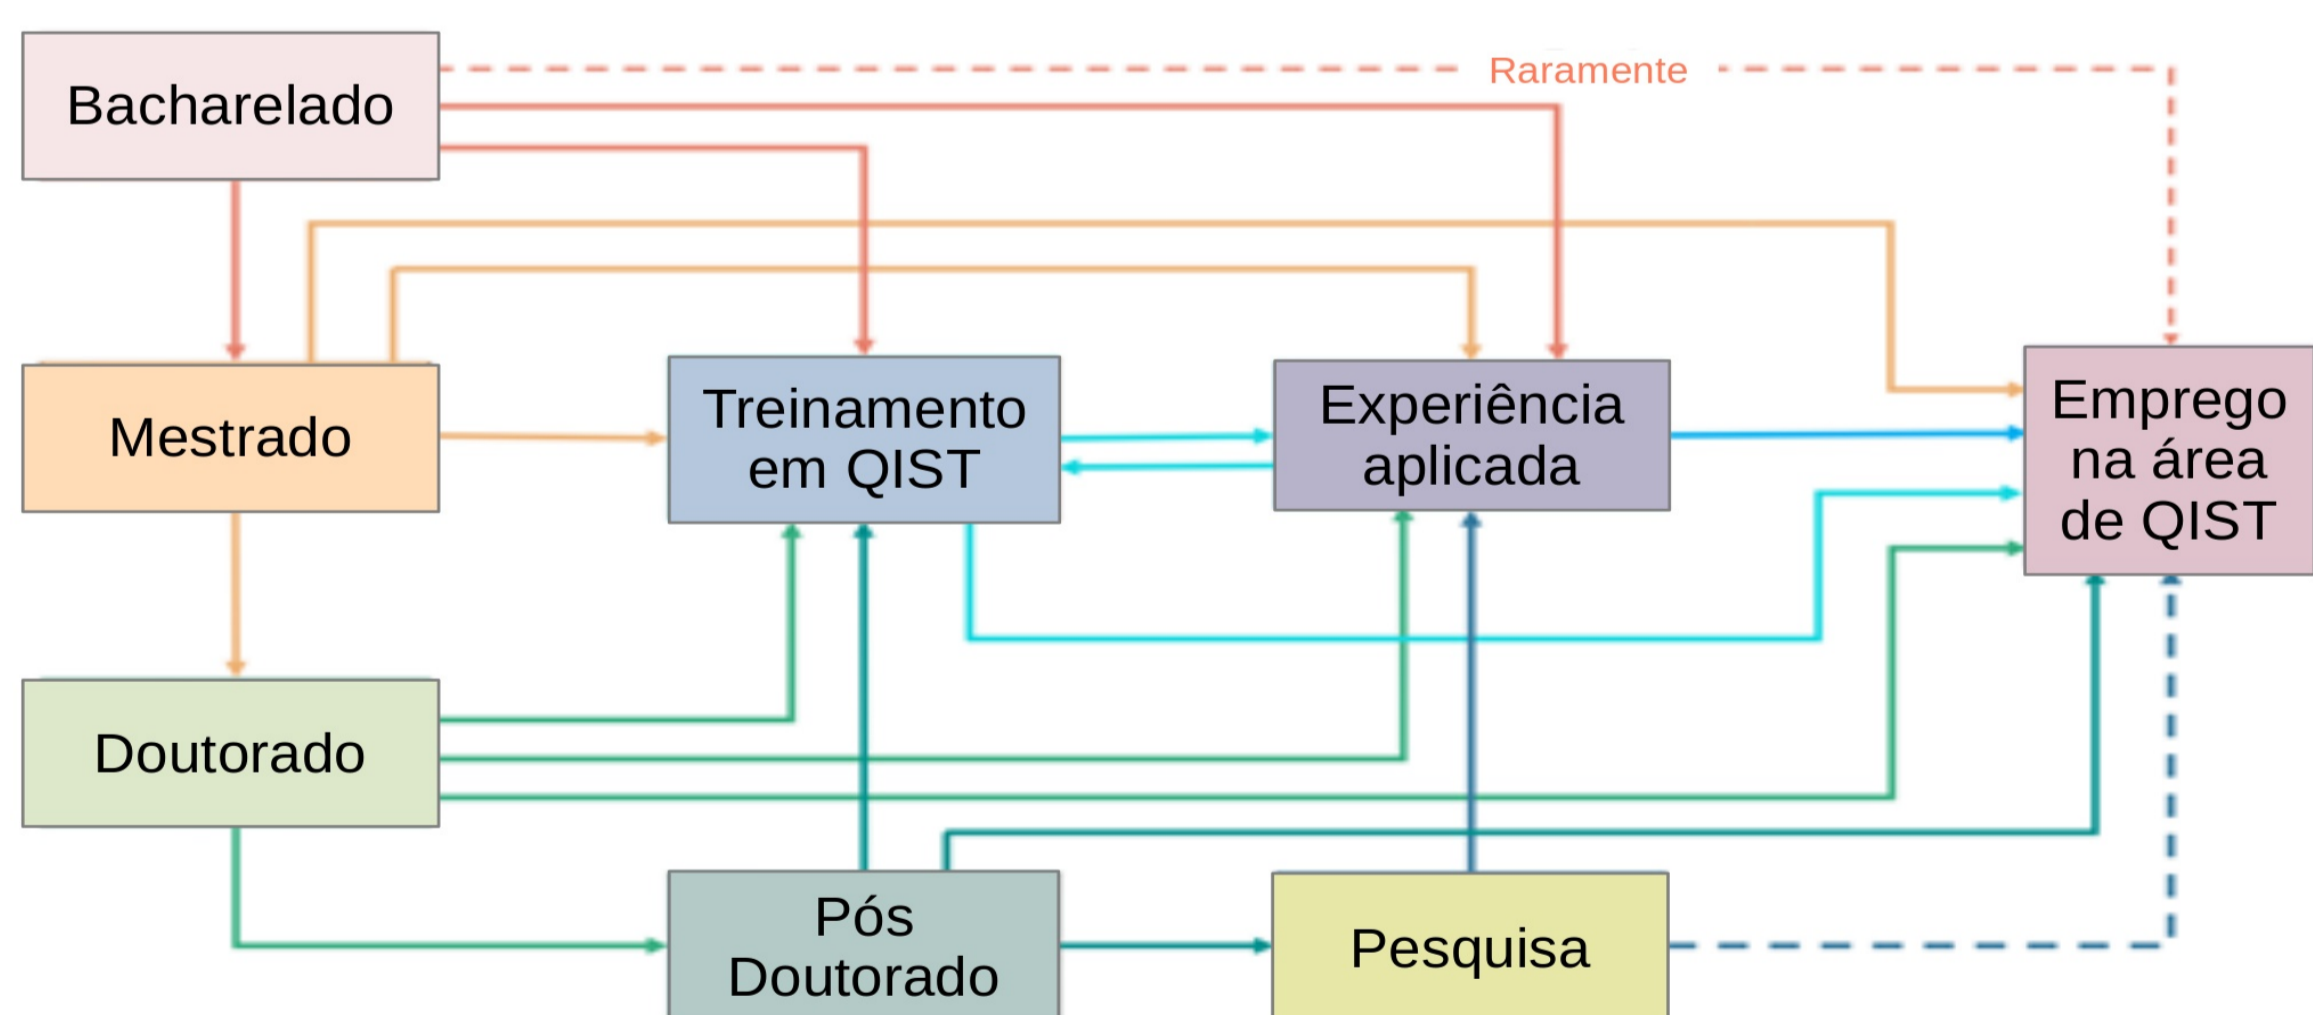 Bacharelado
Raramente
Mestrado
Treinamento
em QIST
Experiência
aplicada
Emprego
na área
de QIST
Doutorado
Pós
Doutorado
Pesquisa